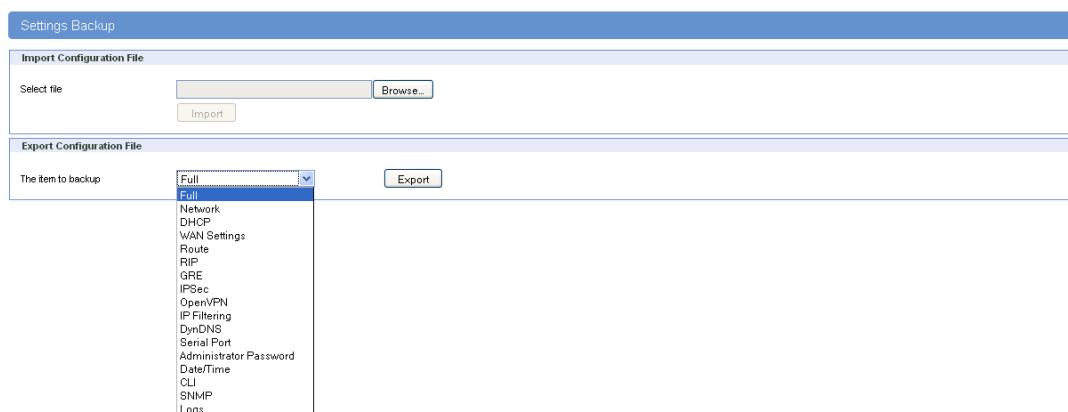 Settings Backup
Import Configuration File
Select file
Browse...
Import
Export Configuration File
The item to backup
Full
Export
Full
Network
DHCP
WAN Settings
Route
RIP
GRE
IPSec
OpenVPN
IP Filtering
DynDNS
Serial Port
Administrator Password
Date/Time
CLI
SNMP
Logs